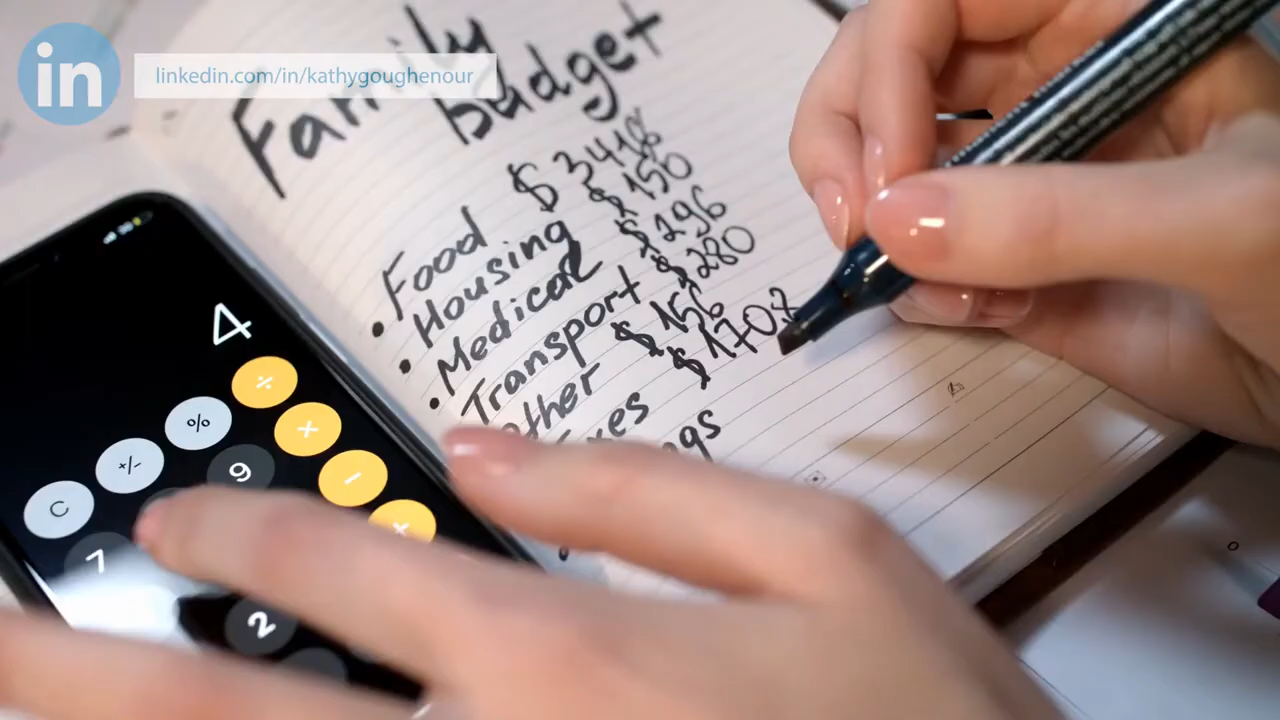 in
linkedin.com/in/kathygoughenour
Family
budget
Food $ 3418
Housing $ 150
Medical $ 296
Transport $ 280
Other $ 156
$ 1708
4
C +/- % ÷
7 9 ×
−
2 +